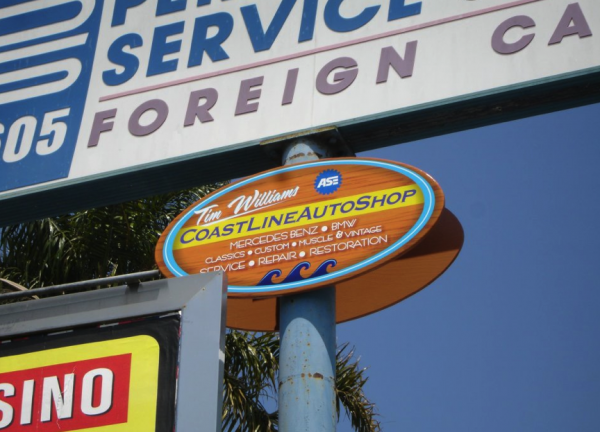 SERVICE
FOREIGN CA
605
Tim Williams
ASE
COASTLINEAUTOSHOP
MERCEDES BENZ • BMW
CLASSICS • CUSTOM • MUSCLE & VINTAGE
SERVICE • REPAIR • RESTORATION
SINO